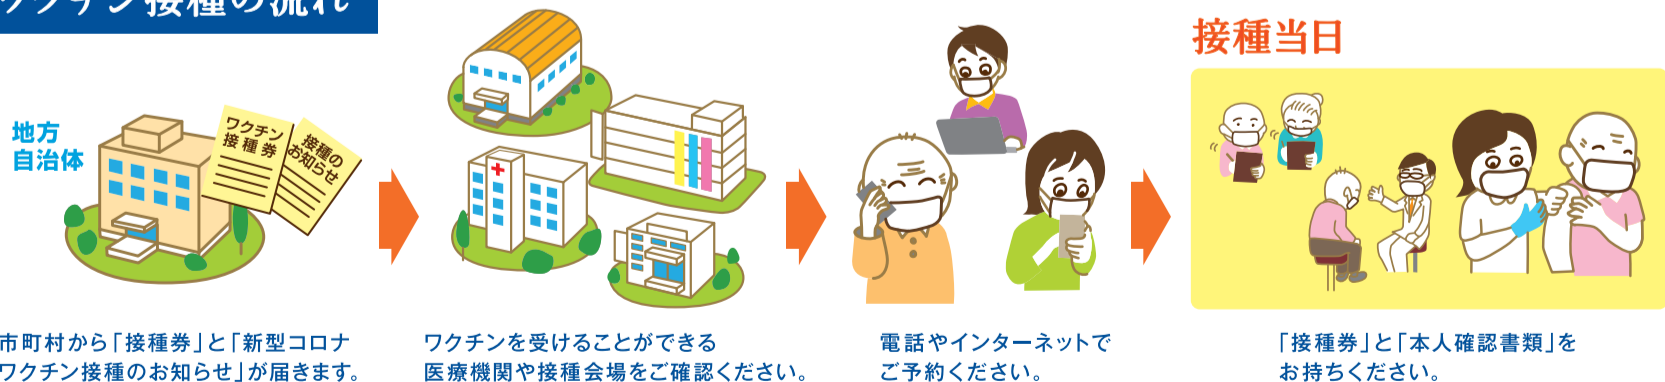 ワクチン接種の流れ
地方
自治体
ワクチン
接種券
接種の
お知らせ
市町村から「接種券」と「新型コロナ
ワクチン接種のお知らせ」が届きます。
ワクチンを受けることができる
医療機関や接種会場をご確認ください。
電話やインターネットで
ご予約ください。
接種当日
「接種券」と「本人確認書類」を
お持ちください。